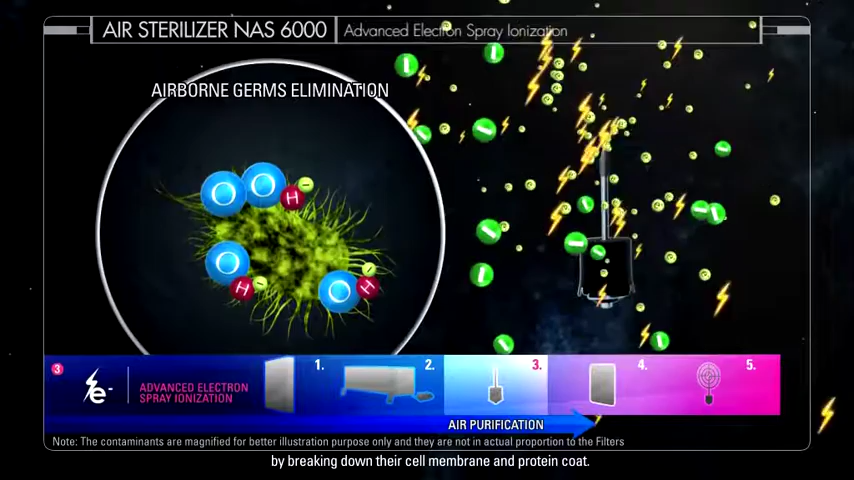 AIR STERILIZER NAS 6000 Advanced Electron Spray Ionization
AIRBORNE GERMS ELIMINATION
O O H -
O H -
O H -
3 e- ADVANCED ELECTRON
SPRAY IONIZATION
1. 2. 3. 4. 5.
AIR PURIFICATION
Note: The contaminants are magnified for better illustration purpose only and they are not in actual proportion to the Filters
by breaking down their cell membrane and protein coat.